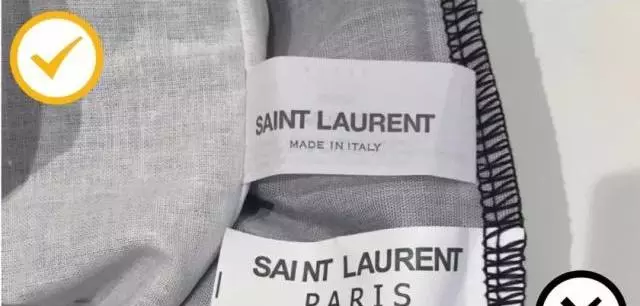 SAINT LAURENT
MADE IN ITALY
SAINT LAURENT
PARIS